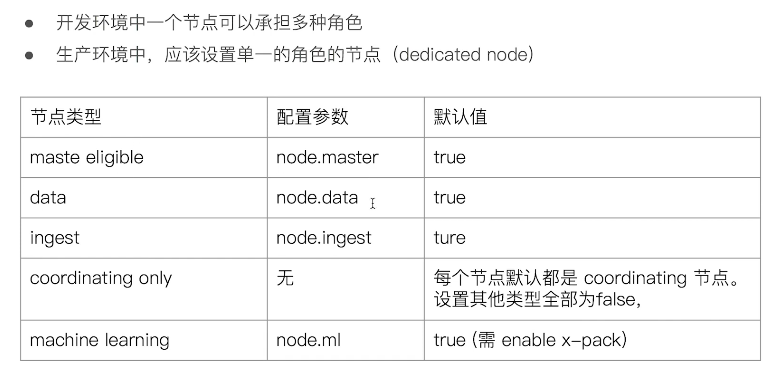 开发环境中一个节点可以承担多种角色
生产环境中，应该设置单一的角色的节点（dedicated node）
节点类型 配置参数 默认值
maste eligible node.master true
data node.data true
ingest node.ingest ture
coordinating only 无 每个节点默认都是 coordinating 节点。
设置其他类型全部为false，
machine learning node.ml true (需 enable x-pack)